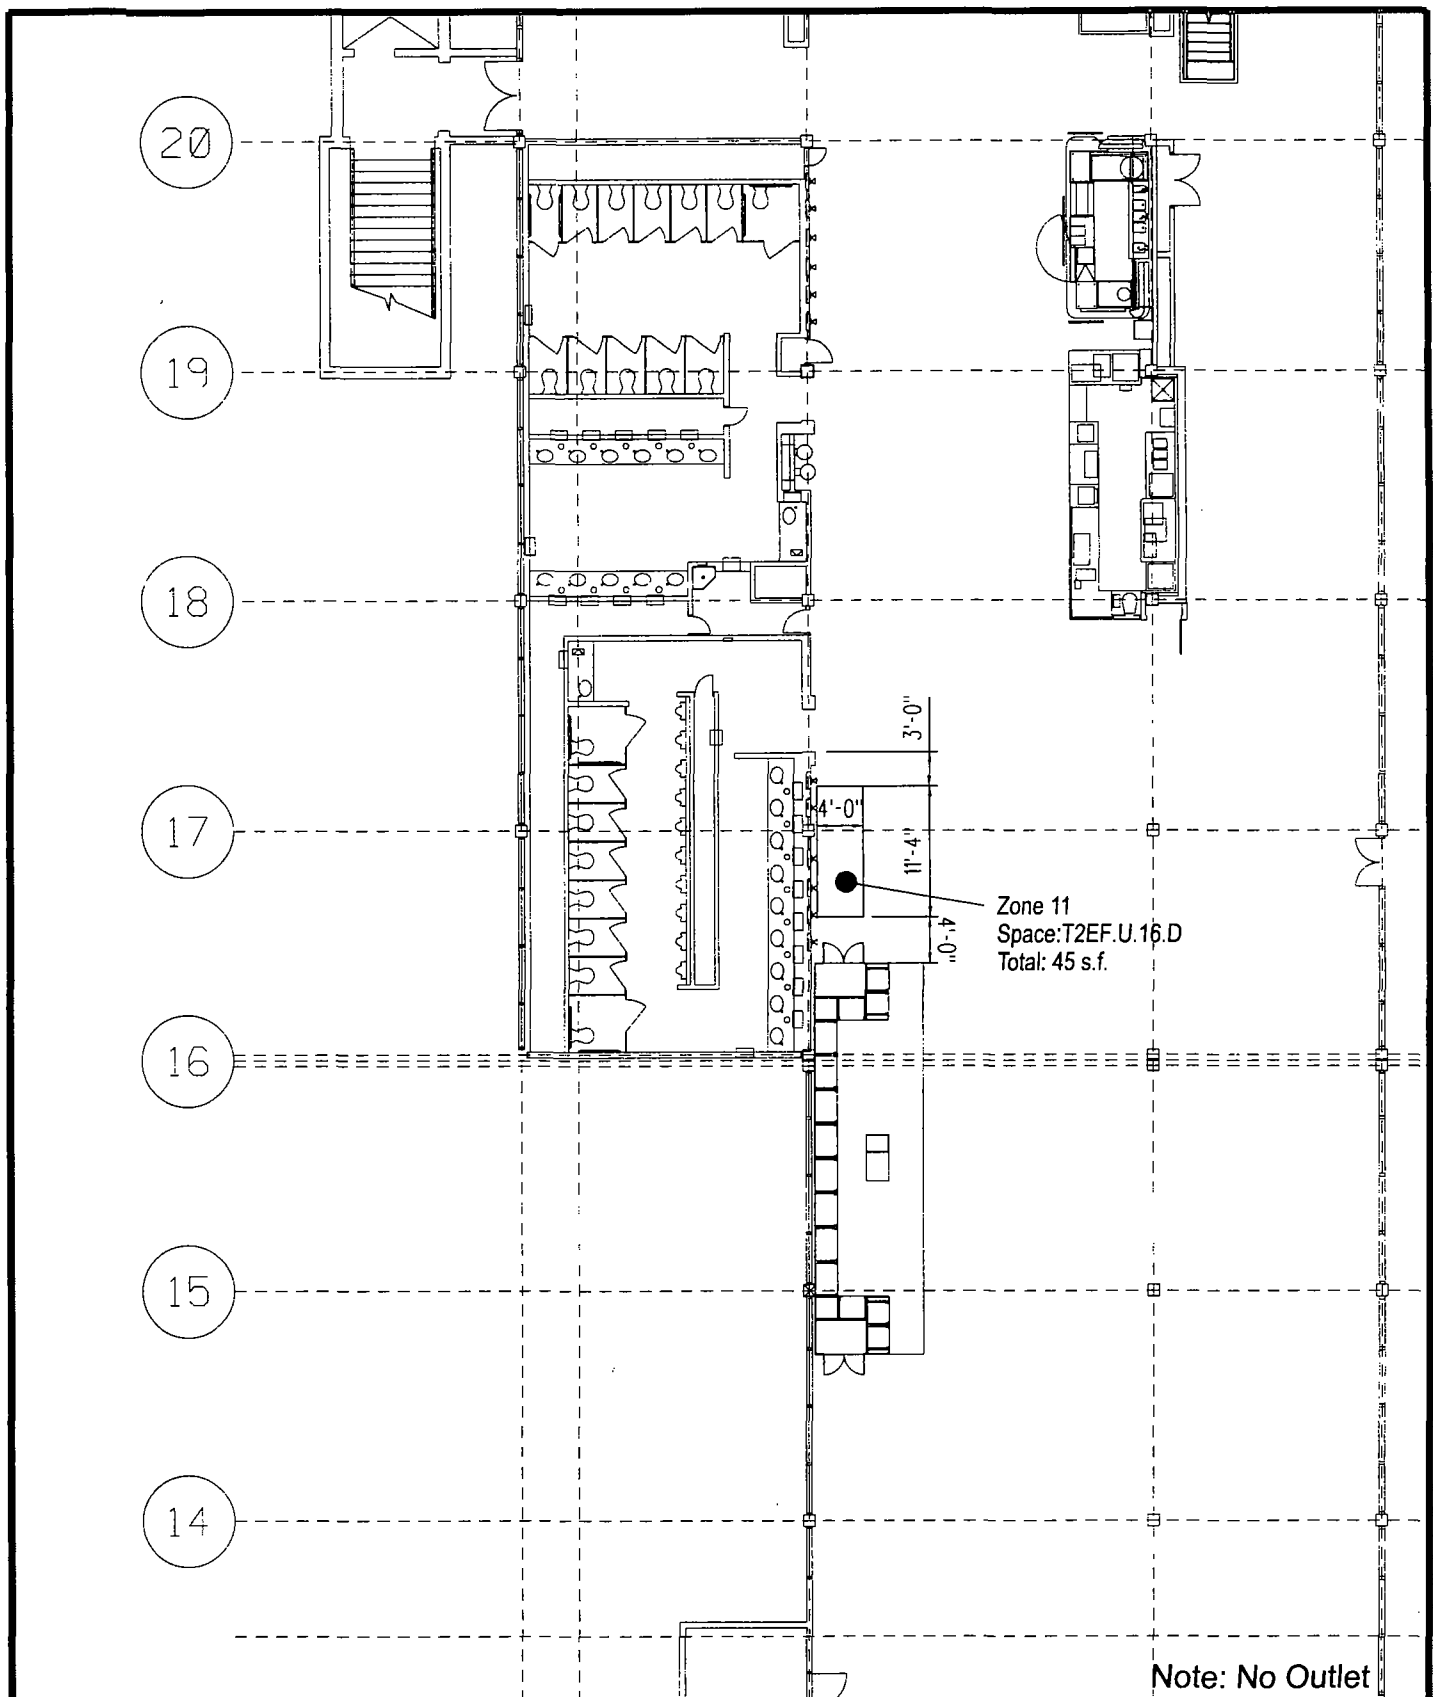 20
19
18
3'-0"
4'-0"
17
11'-4"
Zone 11
Space:T2EF.U.16.D
Total: 45 s.f.
4'-0"
16
15
14
Note: No Outlet